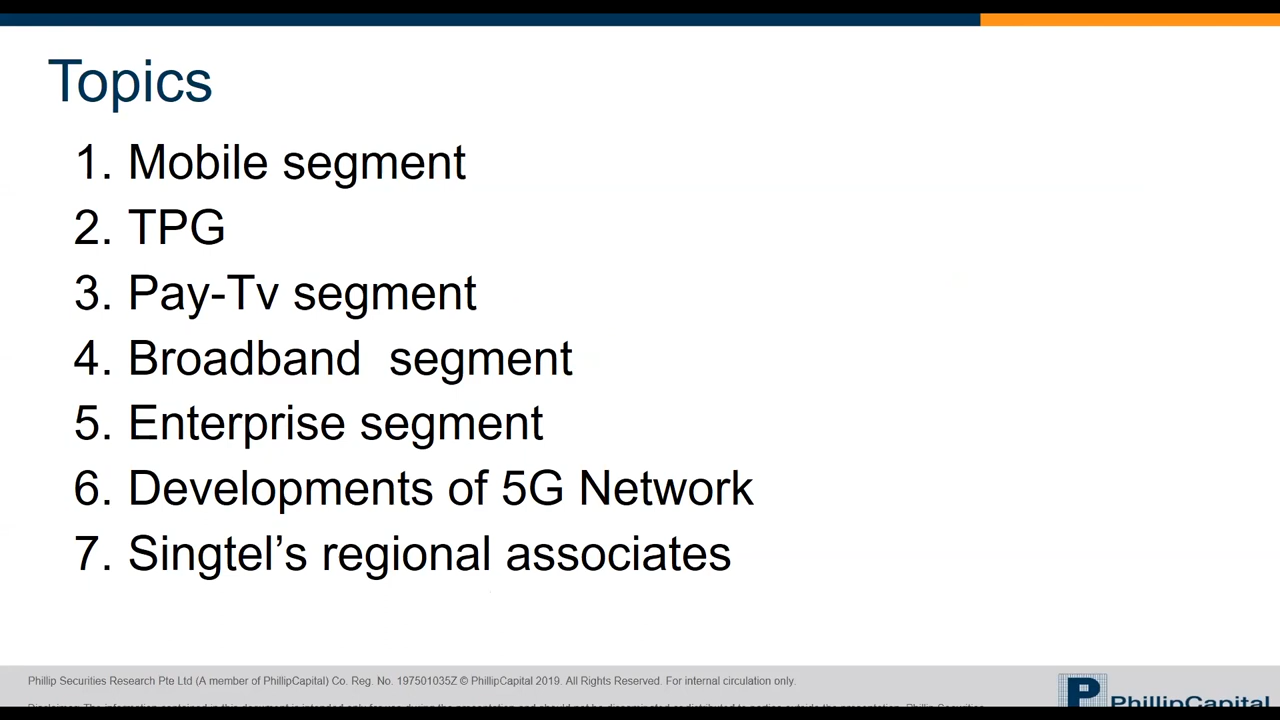 Topics
1. Mobile segment
2. TPG
3. Pay-Tv segment
4. Broadband  segment
5. Enterprise segment
6. Developments of 5G Network
7. Singtel’s regional associates
Phillip Securities Research Pte Ltd (A member of PhillipCapital) Co. Reg. No. 197501035Z © PhillipCapital 2019. All Rights Reserved. For internal circulation only.
PhillipCapital